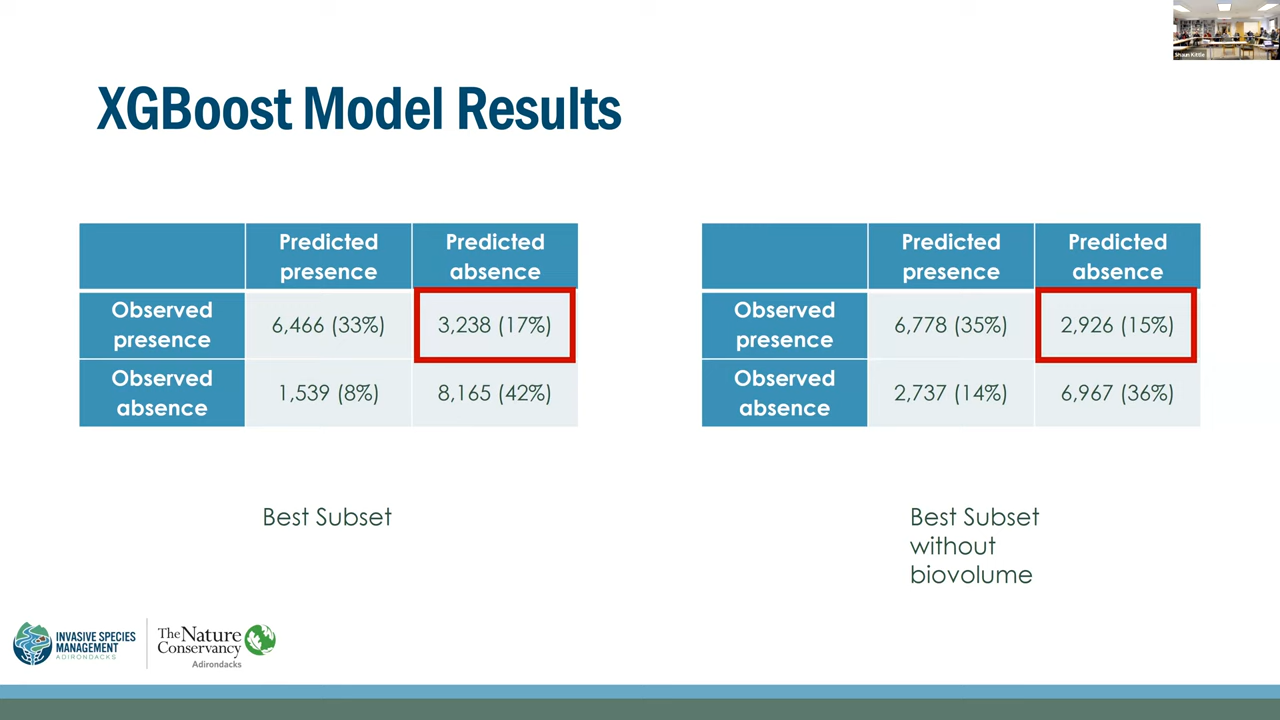 Shaun Kittle
XGBoost Model Results
Predicted presence Predicted absence
Observed presence 6,466 (33%) 3,238 (17%)
Observed absence 1,539 (8%) 8,165 (42%)
Predicted presence Predicted absence
Observed presence 6,778 (35%) 2,926 (15%)
Observed absence 2,737 (14%) 6,967 (36%)
Best Subset
Best Subset
without
biovolume
INVASIVE SPECIES
MANAGEMENT
ADIRONDACKS
The Nature
Conservancy
Adirondacks